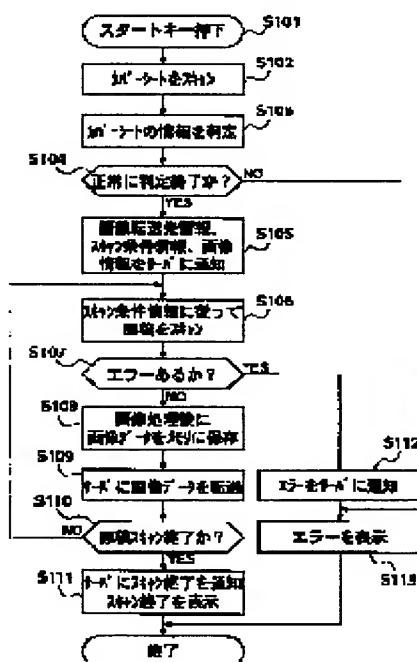 スタートキー押下
S101
カバーシートをスキャン
S102
カバーシートの情報を判定
S103
S104
正常に判定終了か?
NO
YES
画像転送先情報、
スキャン条件情報、画像
情報をサーバに通知
S105
スキャン条件情報に従って
原稿をスキャン
S106
S107
エラーあるか?
YES
NO
S108
画像処理後に
画像データをメモリに保存
S109
サーバに画像データを転送
S112
エラーをサーバに通知
S110
NO
原稿スキャン終了か?
エラーを表示
S113
YES
S111
サーバにスキャン終了を通知
スキャン終了を表示
終了